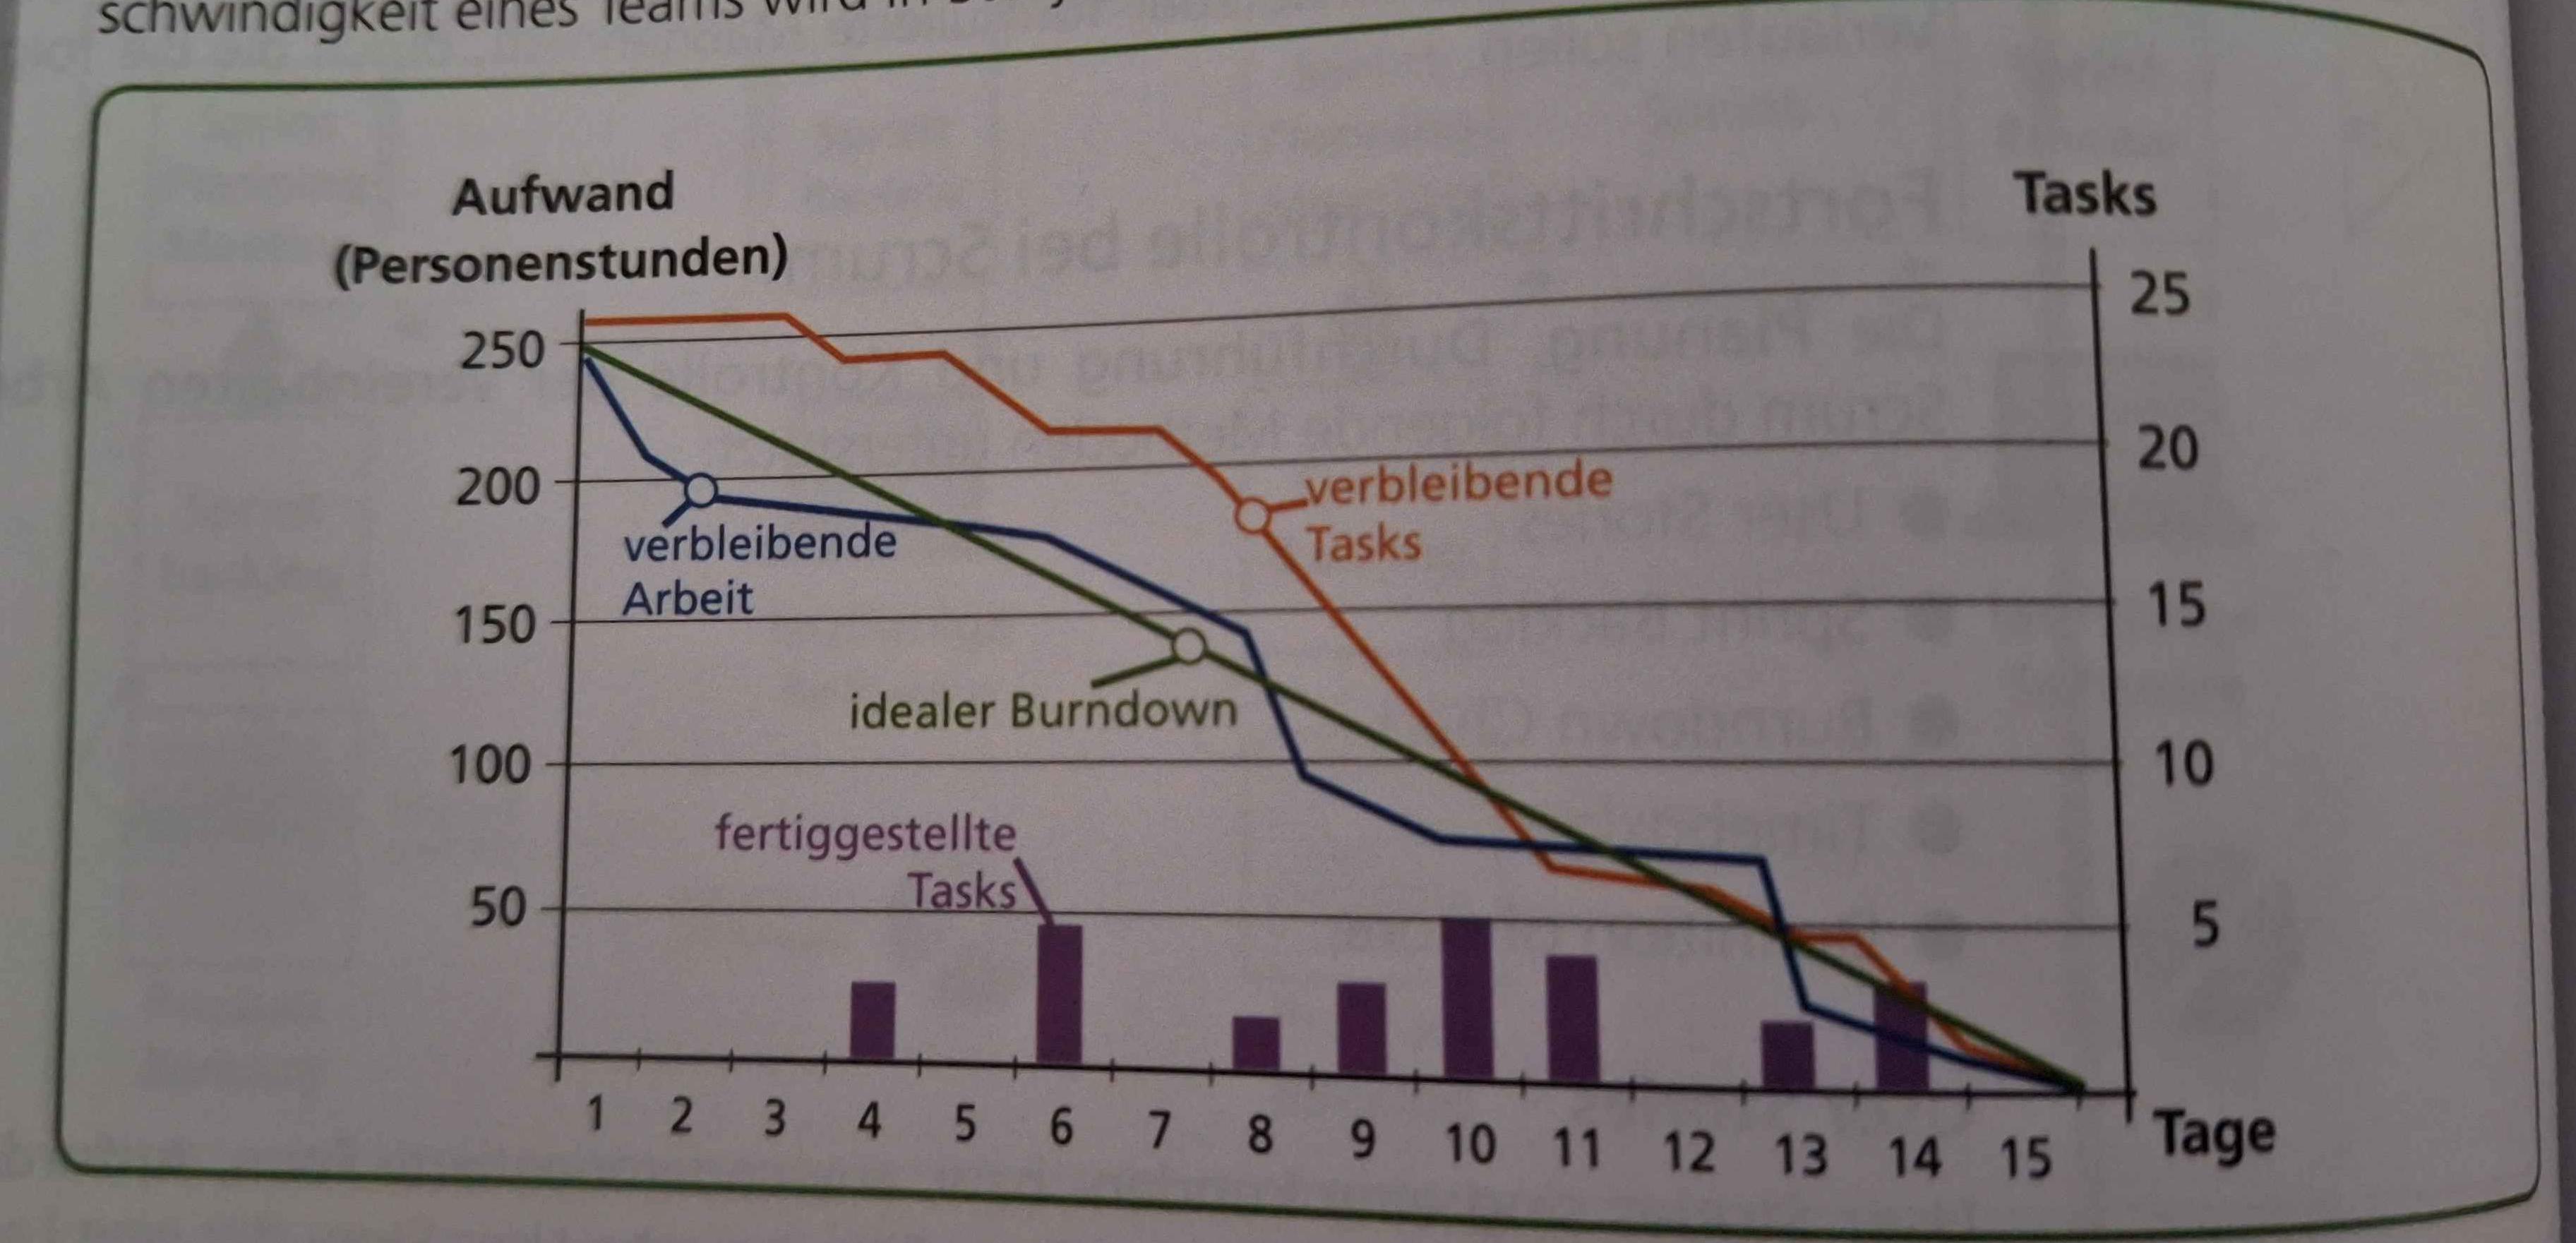 schwindigkeit eines Teams wird in
Aufwand
(Personenstunden)
Tasks
250
200
150
100
50
25
20
15
10
5
verbleibende
Tasks
verbleibende
Arbeit
idealer Burndown
fertiggestellte
Tasks
1 2 3 4 5 6 7 8 9 10 11 12 13 14 15
Tage